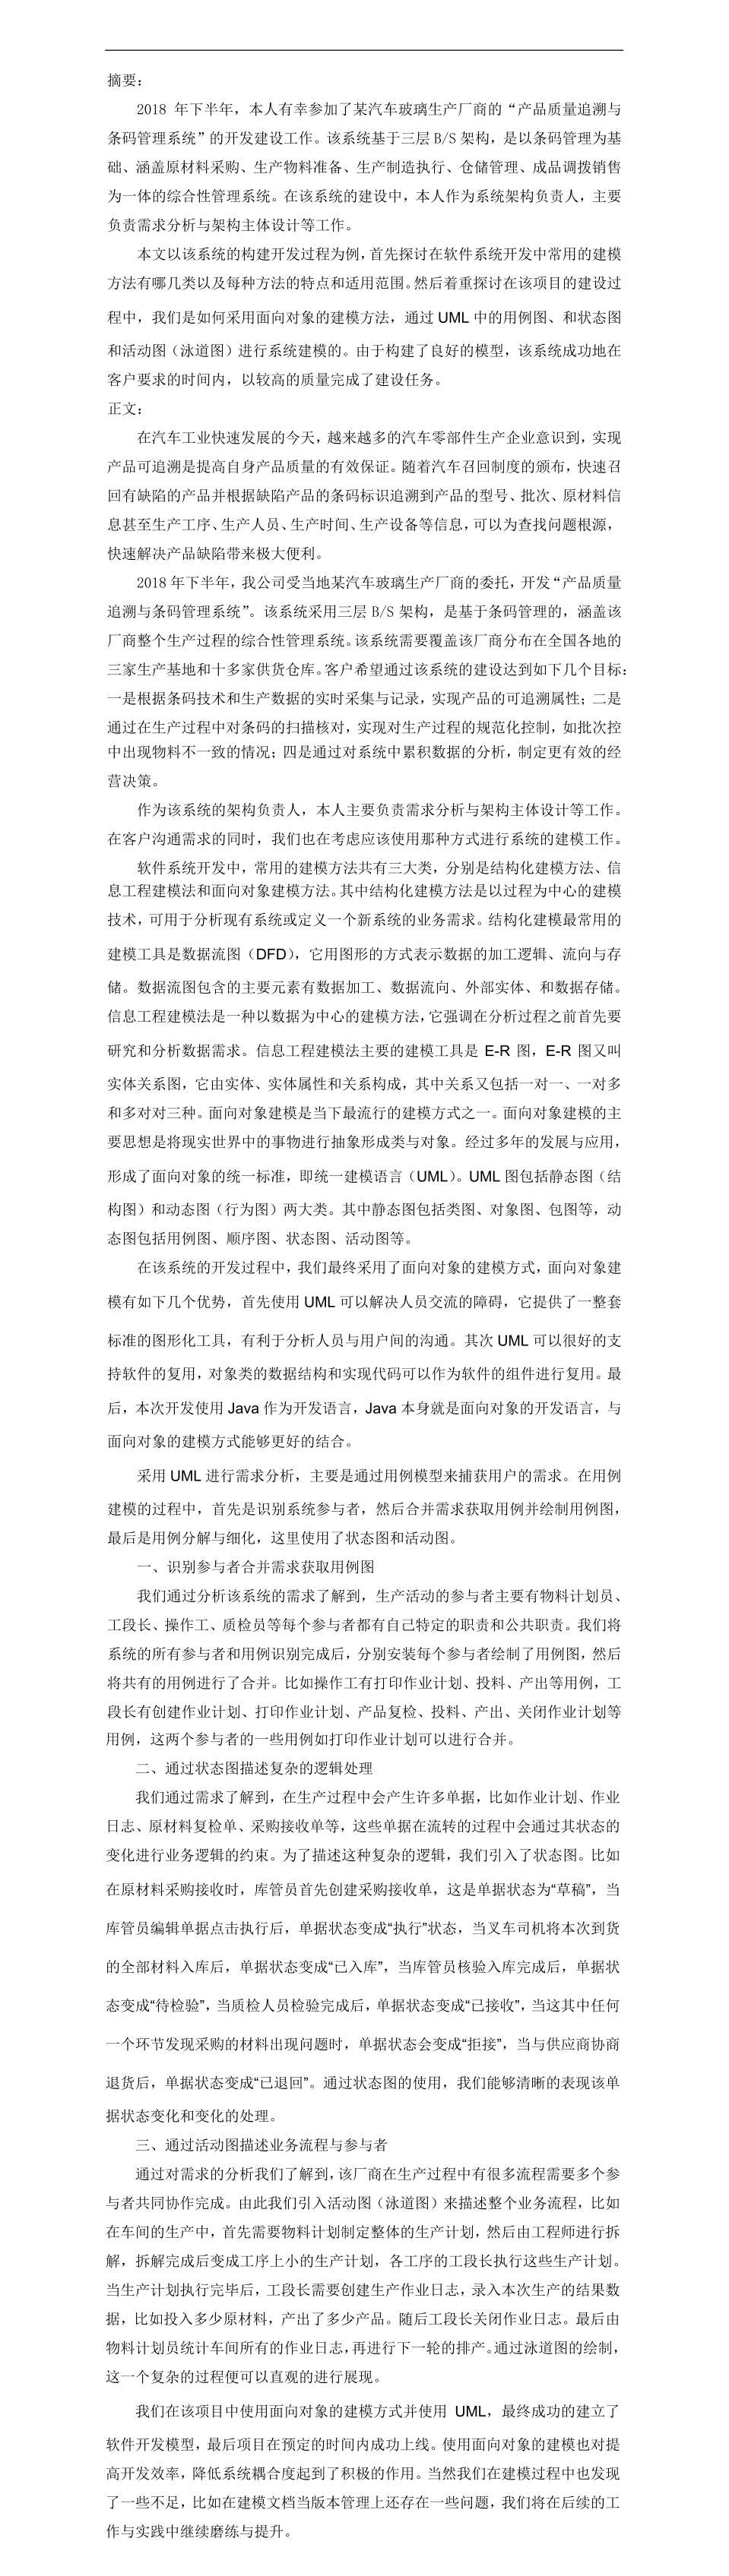 摘要：
2018 年下半年，本人有幸参加了某汽车玻璃生产厂商的“产品质量追溯与
条码管理系统”的开发建设工作。该系统基于三层 B/S 架构，是以条码管理为基
础、涵盖原材料采购、生产物料准备、生产制造执行、仓储管理、成品调拨销售
为一体的综合性管理系统。在该系统的建设中，本人作为系统架构负责人，主要
负责需求分析与架构主体设计等工作。
本文以该系统的构建开发过程为例，首先探讨在软件系统开发中常用的建模
方法有哪几类以及每种方法的特点和适用范围。然后着重探讨在该项目的建设过
程中，我们是如何采用面向对象的建模方法，通过 UML 中的用例图、和状态图
和活动图（泳道图）进行系统建模的。由于构建了良好的模型，该系统成功地在
客户要求的时间内，以较高的质量完成了建设任务。
正文：
在汽车工业快速发展的今天，越来越多的汽车零部件生产企业意识到，实现
产品可追溯是提高自身产品质量的有效保证。随着汽车召回制度的颁布，快速召
回有缺陷的产品并根据缺陷产品的条码标识追溯到产品的型号、批次、原材料信
息甚至生产工序、生产人员、生产时间、生产设备等信息，可以为查找问题根源，
快速解决产品缺陷带来极大便利。
2018 年下半年，我公司受当地某汽车玻璃生产厂商的委托，开发“产品质量
追溯与条码管理系统”。该系统采用三层 B/S 架构，是基于条码管理的，涵盖该
厂商整个生产过程的综合性管理系统。该系统需要覆盖该厂商分布在全国各地的
三家生产基地和十多家供货仓库。客户希望通过该系统的建设达到如下几个目标：
一是根据条码技术和生产数据的实时采集与记录，实现产品的可追溯属性；二是
通过在生产过程中对条码的扫描核对，实现对生产过程的规范化控制，如批次控
中出现物料不一致的情况；四是通过对系统中累积数据的分析，制定更有效的经
营决策。
作为该系统的架构负责人，本人主要负责需求分析与架构主体设计等工作。
在客户沟通需求的同时，我们也在考虑应该使用那种方式进行系统的建模工作。
软件系统开发中，常用的建模方法共有三大类，分别是结构化建模方法、信
息工程建模法和面向对象建模方法。其中结构化建模方法是以过程为中心的建模
技术，可用于分析现有系统或定义一个新系统的业务需求。结构化建模最常用的
建模工具是数据流图（DFD），它用图形的方式表示数据的加工逻辑、流向与存
储。数据流图包含的主要元素有数据加工、数据流向、外部实体、和数据存储。
信息工程建模法是一种以数据为中心的建模方法，它强调在分析过程之前首先要
研究和分析数据需求。信息工程建模法主要的建模工具是 E-R 图，E-R 图又叫
实体关系图，它由实体、实体属性和关系构成，其中关系又包括一对一、一对多
和多对对三种。面向对象建模是当下最流行的建模方式之一。面向对象建模的主
要思想是将现实世界中的事物进行抽象形成类与对象。经过多年的发展与应用，
形成了面向对象的统一标准，即统一建模语言（UML）。UML 图包括静态图（结
构图）和动态图（行为图）两大类。其中静态图包括类图、对象图、包图等，动
态图包括用例图、顺序图、状态图、活动图等。
在该系统的开发过程中，我们最终采用了面向对象的建模方式，面向对象建
模有如下几个优势，首先使用 UML 可以解决人员交流的障碍，它提供了一整套
标准的图形化工具，有利于分析人员与用户间的沟通。其次 UML 可以很好的支
持软件的复用，对象类的数据结构和实现代码可以作为软件的组件进行复用。最
后，本次开发使用 Java 作为开发语言，Java 本身就是面向对象的开发语言，与
面向对象的建模方式能够更好的结合。
采用 UML 进行需求分析，主要是通过用例模型来捕获用户的需求。在用例
建模的过程中，首先是识别系统参与者，然后合并需求获取用例并绘制用例图，
最后是用例分解与细化，这里使用了状态图和活动图。
一、识别参与者合并需求获取用例图
我们通过分析该系统的需求了解到，生产活动的参与者主要有物料计划员、
工段长、操作工、质检员等每个参与者都有自己特定的职责和公共职责。我们将
系统的所有参与者和用例识别完成后，分别安装每个参与者绘制了用例图，然后
将共有的用例进行了合并。比如操作工有打印作业计划、投料、产出等用例，工
段长有创建作业计划、打印作业计划、产品复检、投料、产出、关闭作业计划等
用例，这两个参与者的一些用例如打印作业计划可以进行合并。
二、通过状态图描述复杂的逻辑处理
我们通过需求了解到，在生产过程中会产生许多单据，比如作业计划、作业
日志、原材料复检单、采购接收单等，这些单据在流转的过程中会通过其状态的
变化进行业务逻辑的约束。为了描述这种复杂的逻辑，我们引入了状态图。比如
在原材料采购接收时，库管员首先创建采购接收单，这是单据状态为“草稿”，当
库管员编辑单据点击执行后，单据状态变成“执行”状态，当叉车司机将本次到货
的全部材料入库后，单据状态变成“已入库”，当库管员核验入库完成后，单据状
态变成“待检验”，当质检人员检验完成后，单据状态变成“已接收”，当这其中任何
一个环节发现采购的材料出现问题时，单据状态会变成“拒接”，当与供应商协商
退货后，单据状态变成“已退回”。通过状态图的使用，我们能够清晰的表现该单
据状态变化和变化的处理。
三、通过活动图描述业务流程与参与者
通过对需求的分析我们了解到，该厂商在生产过程中有很多流程需要多个参
与者共同协作完成。由此我们引入活动图（泳道图）来描述整个业务流程，比如
在车间的生产中，首先需要物料计划制定整体的生产计划，然后由工程师进行拆
解，拆解完成后变成工序上小的生产计划，各工序的工段长执行这些生产计划。
当生产计划执行完毕后，工段长需要创建生产作业日志，录入本次生产的结果数
据，比如投入多少原材料，产出了多少产品。随后工段长关闭作业日志。最后由
物料计划员统计车间所有的作业日志，再进行下一轮的排产。通过泳道图的绘制，
这一个复杂的过程便可以直观的进行展现。
我们在该项目中使用面向对象的建模方式并使用 UML，最终成功的建立了
软件开发模型，最后项目在预定的时间内成功上线。使用面向对象的建模也对提
高开发效率，降低系统耦合度起到了积极的作用。当然我们在建模过程中也发现
了一些不足，比如在建模文档当版本管理上还存在一些问题，我们将在后续的工
作与实践中继续磨练与提升。